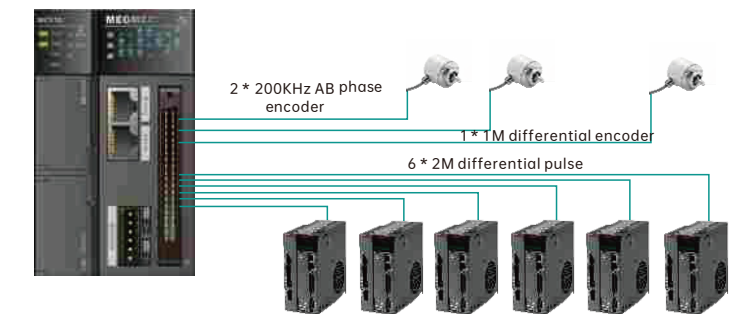 2 * 200KHz AB phase
encoder
1 * 1M differential encoder
6 * 2M differential pulse